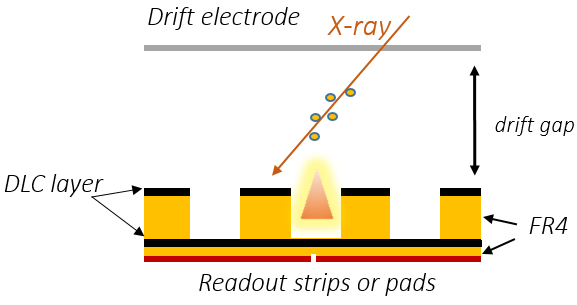 Drift electrode
X-ray
drift gap
DLC layer
FR4
Readout strips or pads